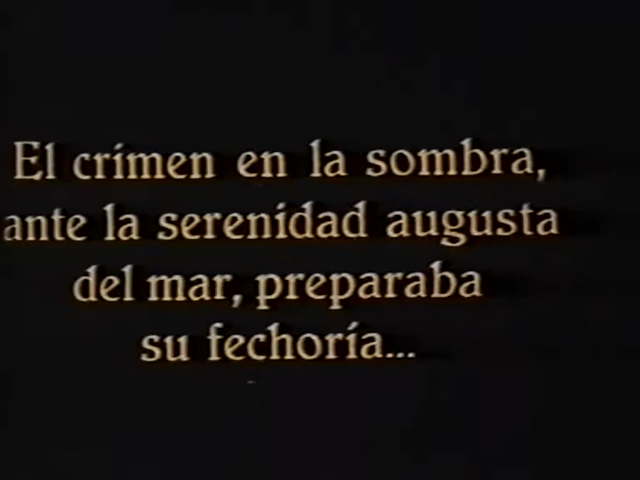 El crimen en la sombra,
ante la serenidad augusta
del mar, preparaba
su fechoría...